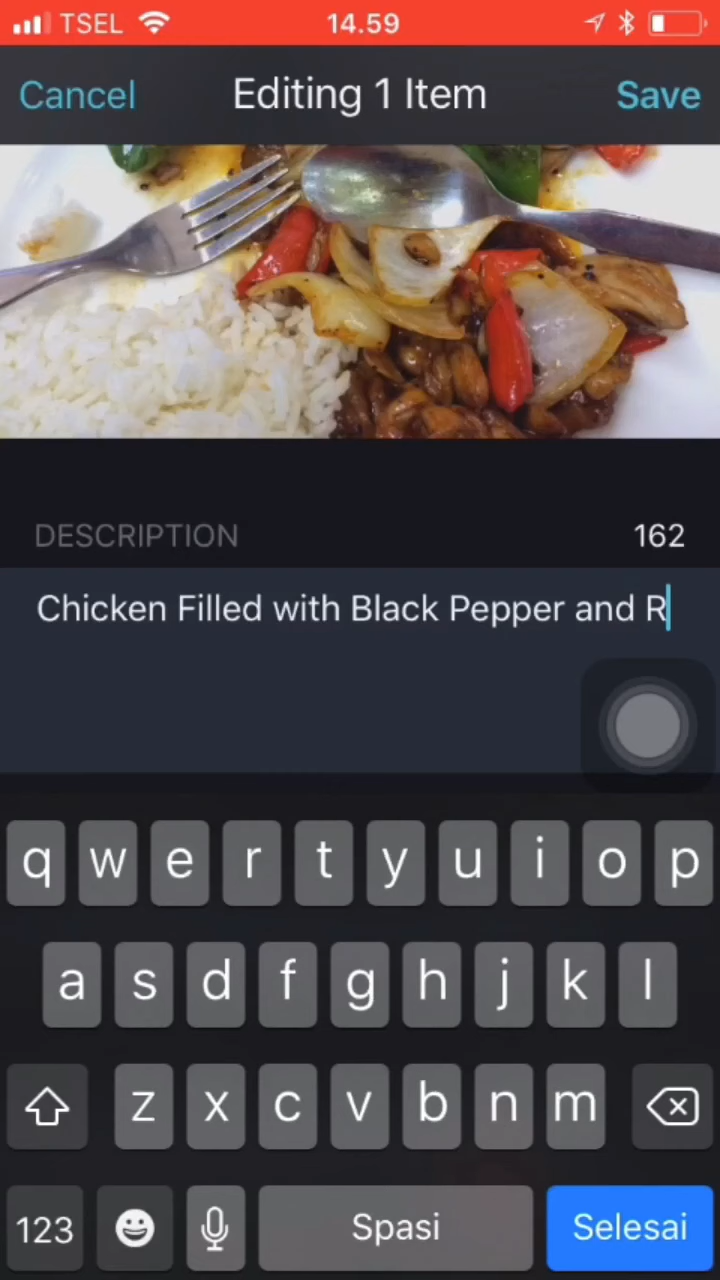 TSEL 14.59
Cancel Editing 1 Item Save
DESCRIPTION 162
Chicken Filled with Black Pepper and R
q w e r t y u i o p
a s d f g h j k l
z x c v b n m
123 Spasi Selesai